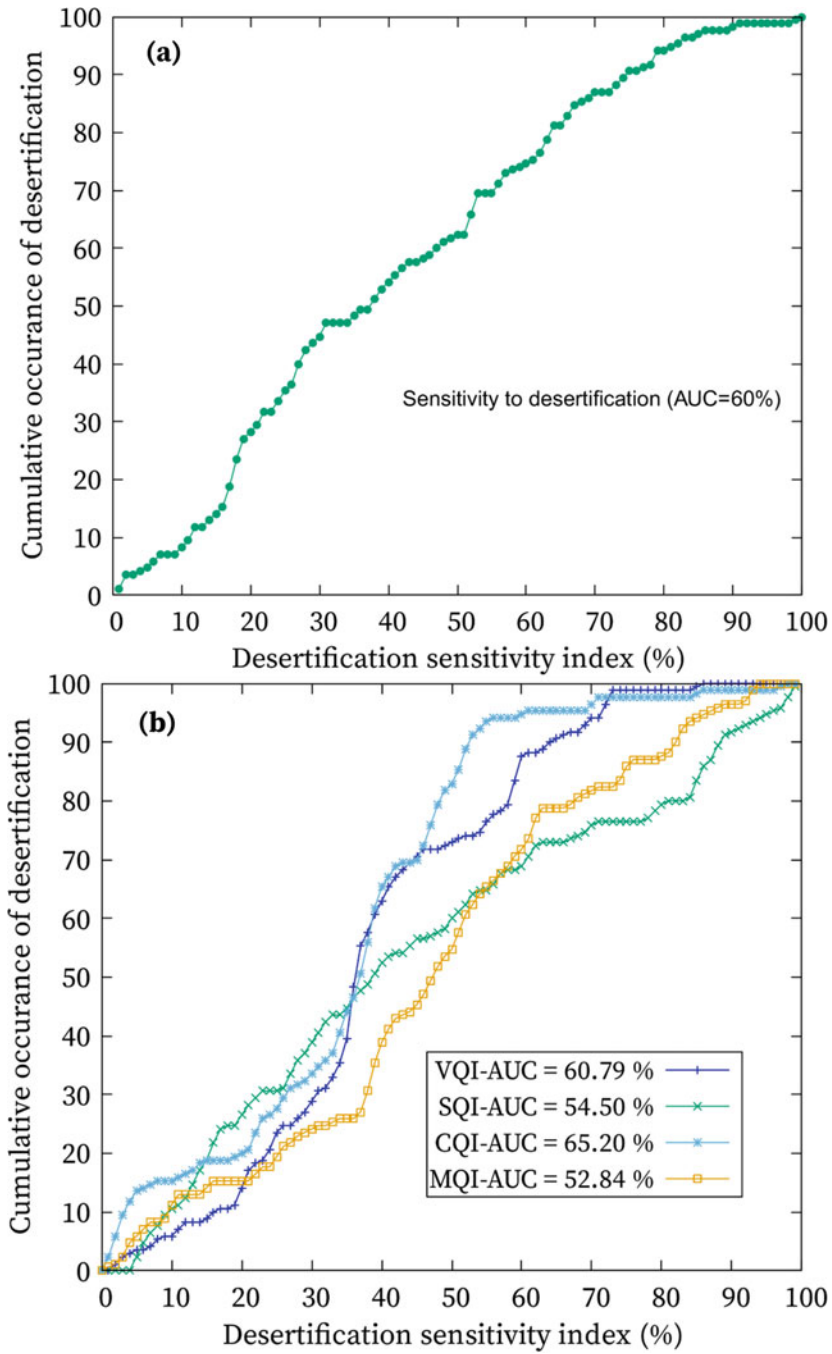 (a)
Cumulative occurance of desertification
100
90
80
70
60
50
40
30
20
10
0
Sensitivity to desertification (AUC=60%)
0 10 20 30 40 50 60 70 80 90 100
Desertification sensitivity index (%)
(b)
Cumulative occurance of desertification
100
90
80
70
60
50
40
30
20
10
0
VQI-AUC = 60.79 %
SQI-AUC = 54.50 %
CQI-AUC = 65.20 %
MQI-AUC = 52.84 %
0 10 20 30 40 50 60 70 80 90 100
Desertification sensitivity index (%)